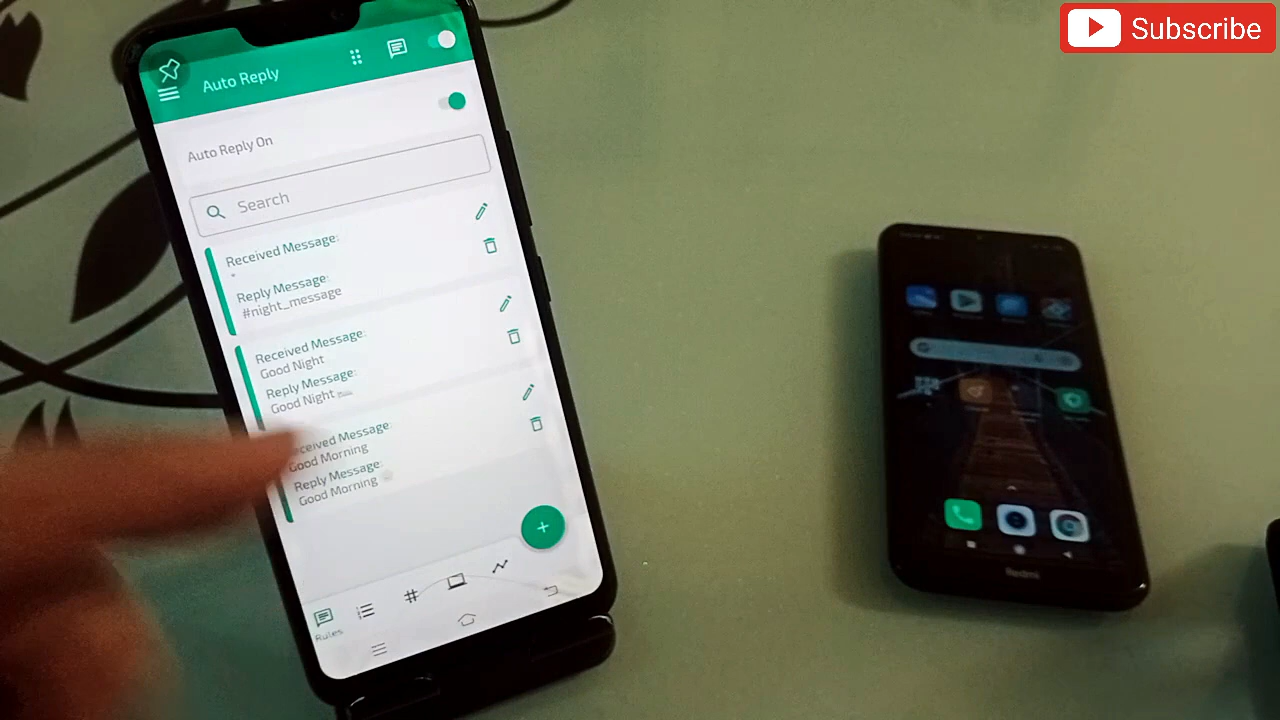 Subscribe
Auto Reply
Auto Reply On
Search
Received Message:
*
Reply Message:
#night_message
Received Message:
Good Night
Reply Message:
Good Night
Received Message:
Good Morning
Reply Message:
Good Morning
Rules
Redmi